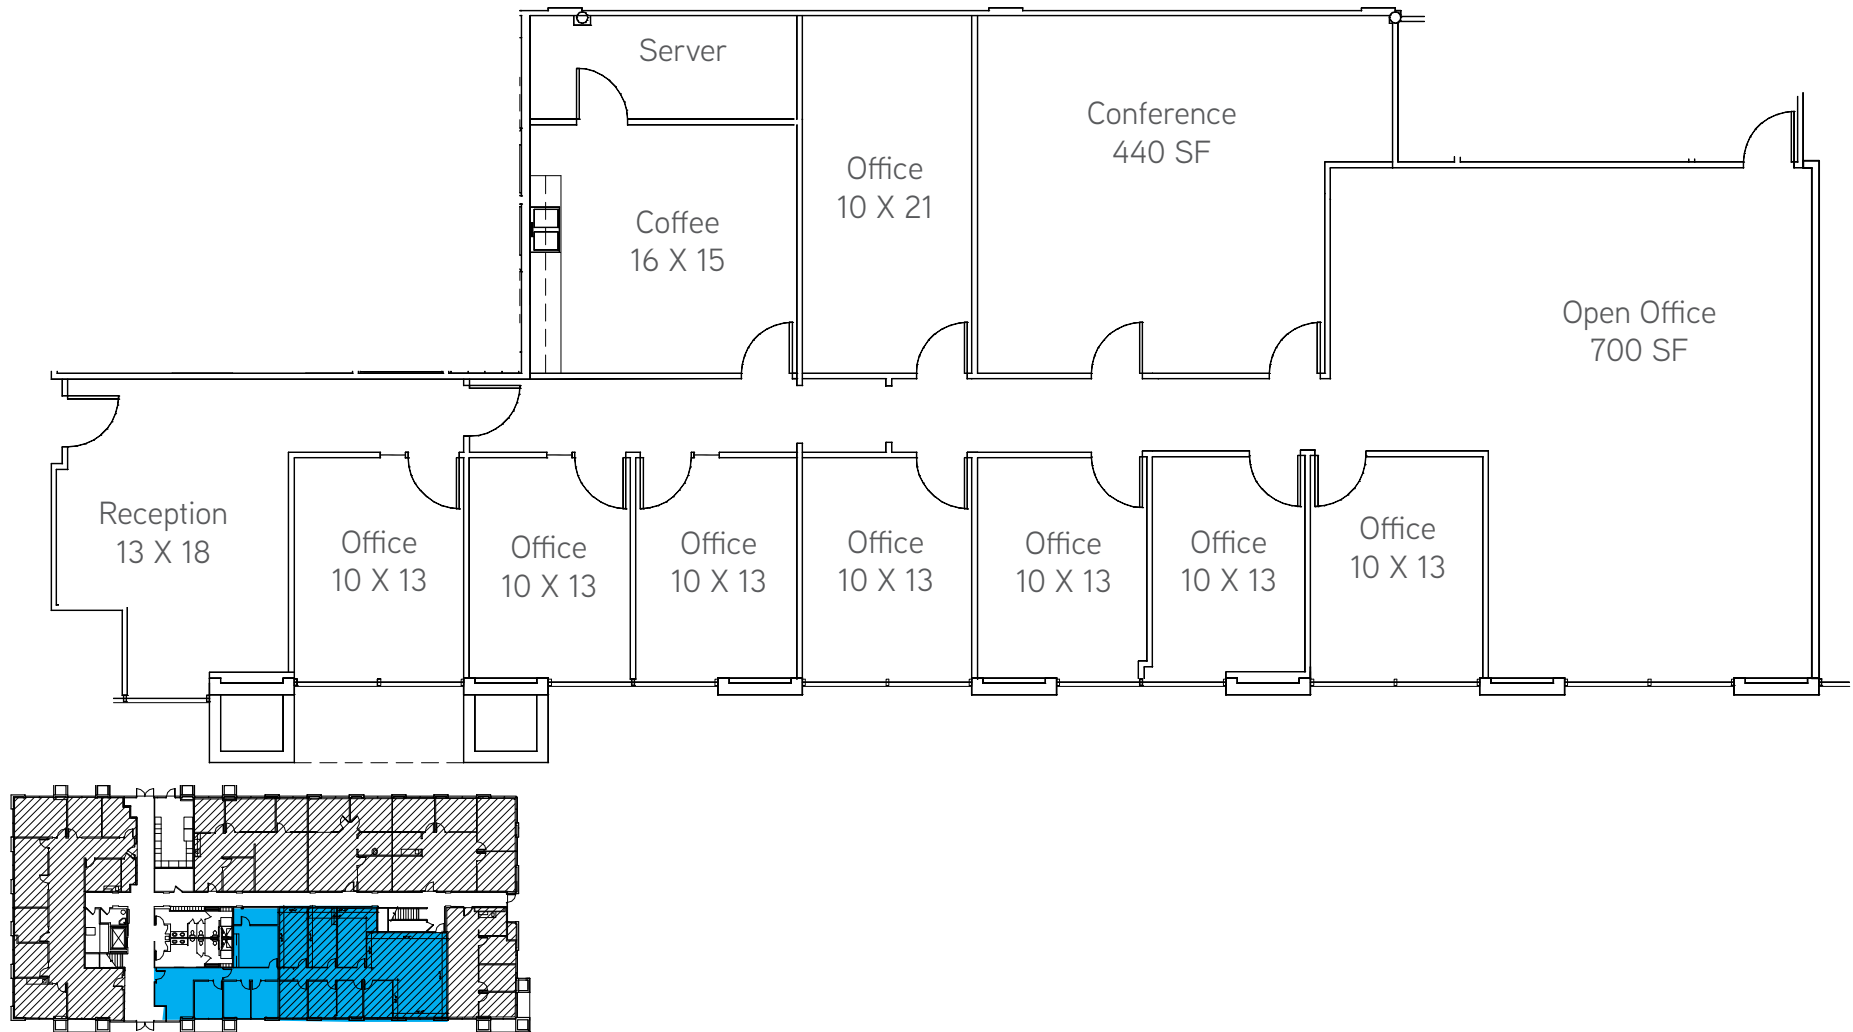 Server
Conference
440 SF
Office
10 X 21
Coffee
16 X 15
Open Office
700 SF
Reception
13 X 18
Office
10 X 13
Office
10 X 13
Office
10 X 13
Office
10 X 13
Office
10 X 13
Office
10 X 13
Office
10 X 13